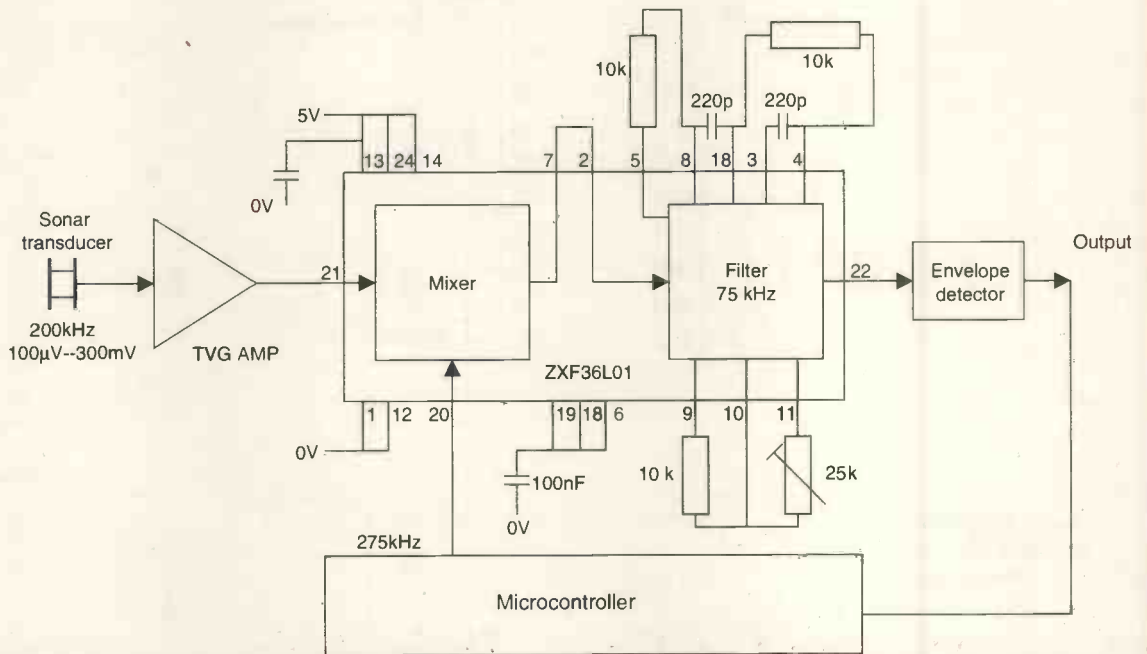 10k
10k
220p
220p
5V
13
24
14
7
2
5
8
18
3
4
0V
Sonar
transducer
200kHz
100µV--300mV
TVG AMP
21
Mixer
Filter
75 kHz
22
Envelope
detector
Output
ZXF36L01
1
12
20
19
18
6
9
10
11
0V
100nF
0V
10 k
25k
275kHz
Microcontroller